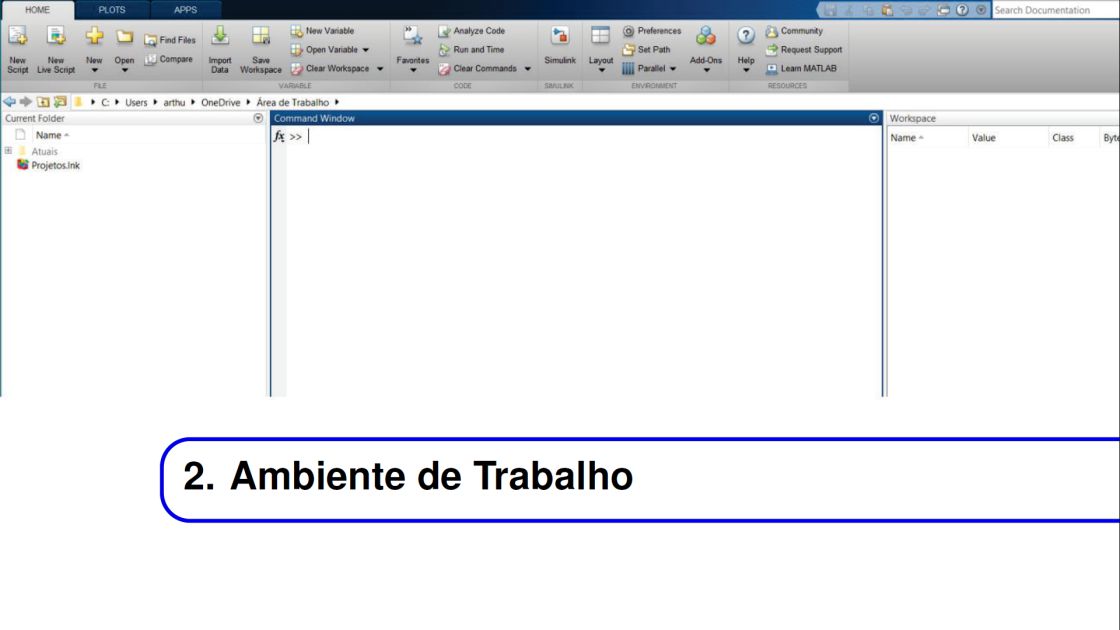 HOME PLOTS APPS Search Documentation
New Script
New Live Script
New
Open
Find Files
Compare
FILE
Import Data
Save Workspace
New Variable
Open Variable
Clear Workspace
VARIABLE
Favorites
Analyze Code
Run and Time
Clear Commands
CODE
Simulink
SIMULINK
Layout
Preferences
Set Path
Parallel
Add-Ons
ENVIRONMENT
Help
Community
Request Support
Learn MATLAB
RESOURCES
C: Users arthu OneDrive Área de Trabalho
Current Folder
Name
Atuais
Projetos.lnk
Command Window
fx >>
Workspace
Name Value Class Byte
2. Ambiente de Trabalho